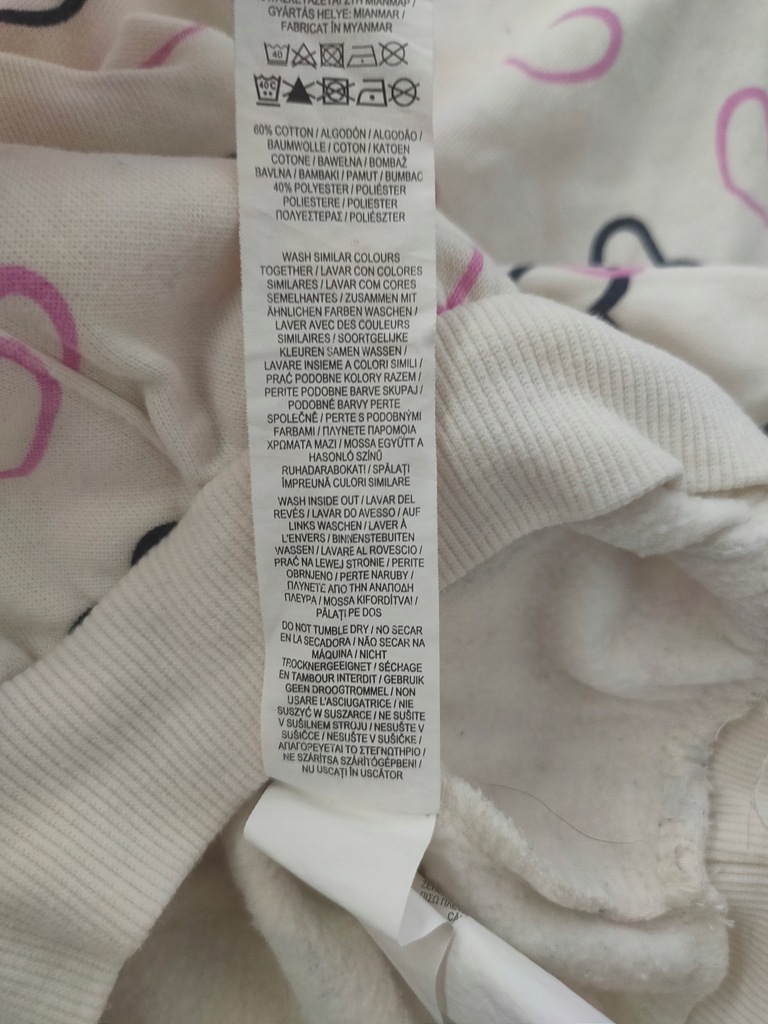 GYÁRTÁS HELYE: MIANMAR /
FABRICAT ÎN MYANMAR
40
40C
60% COTTON / ALGODÓN / ALGODÃO /
BAUMWOLLE / COTON / KATOEN
COTONE / BAWEŁNA / BOMBAŽ
BAVLNA / BAMBAKI / PAMUT / BUMBAC
40% POLYESTER / POLIÉSTER
POLIESTERE / POLIESTER
ΠΟΛΥΕΣΤΕΡΑΣ / POLIÉSZTER
WASH SIMILAR COLOURS
TOGETHER / LAVAR CON COLORES
SIMILARES / LAVAR COM CORES
SEMELHANTES / ZUSAMMEN MIT
ÄHNLICHEN FARBEN WASCHEN /
LAVER AVEC DES COULEURS
SIMILAIRES / SOORTGELIJKE
KLEUREN SAMEN WASSEN /
LAVARE INSIEME A COLORI SIMILI /
PRAĆ PODOBNE KOLORY RAZEM /
PERITE PODOBNE BARVE SKUPAJ /
PODOBNÉ BARVY PERTE
SPOLEČNĚ / PERTE S PODOBNÝMI
FARBAMI / ΠΛΥΝΕΤΕ ΠΑΡΟΜΟΙΑ
ΧΡΩΜΑΤΑ ΜΑΖΙ / MOSSA EGYÜTT A
HASONLÓ SZÍNŰ
RUHADARABOKAT! / SPĂLAȚI
ÎMPREUNĂ CULORI SIMILARE
WASH INSIDE OUT / LAVAR DEL
REVÉS / LAVAR DO AVESSO / AUF
LINKS WASCHEN / LAVER À
L'ENVERS / BINNENSTEBUITEN
WASSEN / LAVARE AL ROVESCIO /
PRAĆ NA LEWEJ STRONIE / PERITE
OBRNJENO / PERTE NARUBY /
ΠΛΥΝΕΤΕ ΑΠΟ ΤΗΝ ΑΝΑΠΟΔΗ
ΠΛΕΥΡΑ / MOSSA KIFORDÍTVA! /
PĂLAȚI PE DOS
DO NOT TUMBLE DRY / NO SECAR
EN LA SECADORA / NÃO SECAR NA
MÁQUINA / NICHT
TROCKNERGEEIGNET / SÉCHAGE
EN TAMBOUR INTERDIT / GEBRUIK
GEEN DROOGTROMMEL / NON
USARE L'ASCIUGATRICE / NIE
SUSZYĆ W SUSZARCE / NE SUŠITE
V SUŠILNEM STROJU / NESUŠTE V
SUŠIČCE / NESUŠTE V SUŠIČKE /
ΑΠΑΓΟΡΕΥΕΤΑΙ ΤΟ ΣΤΕΓΝΩΤΗΡΙΟ /
NE SZÁRÍTSA SZÁRÍTÓGÉPBEN! /
NU USCAȚI ÎN USCĂTOR